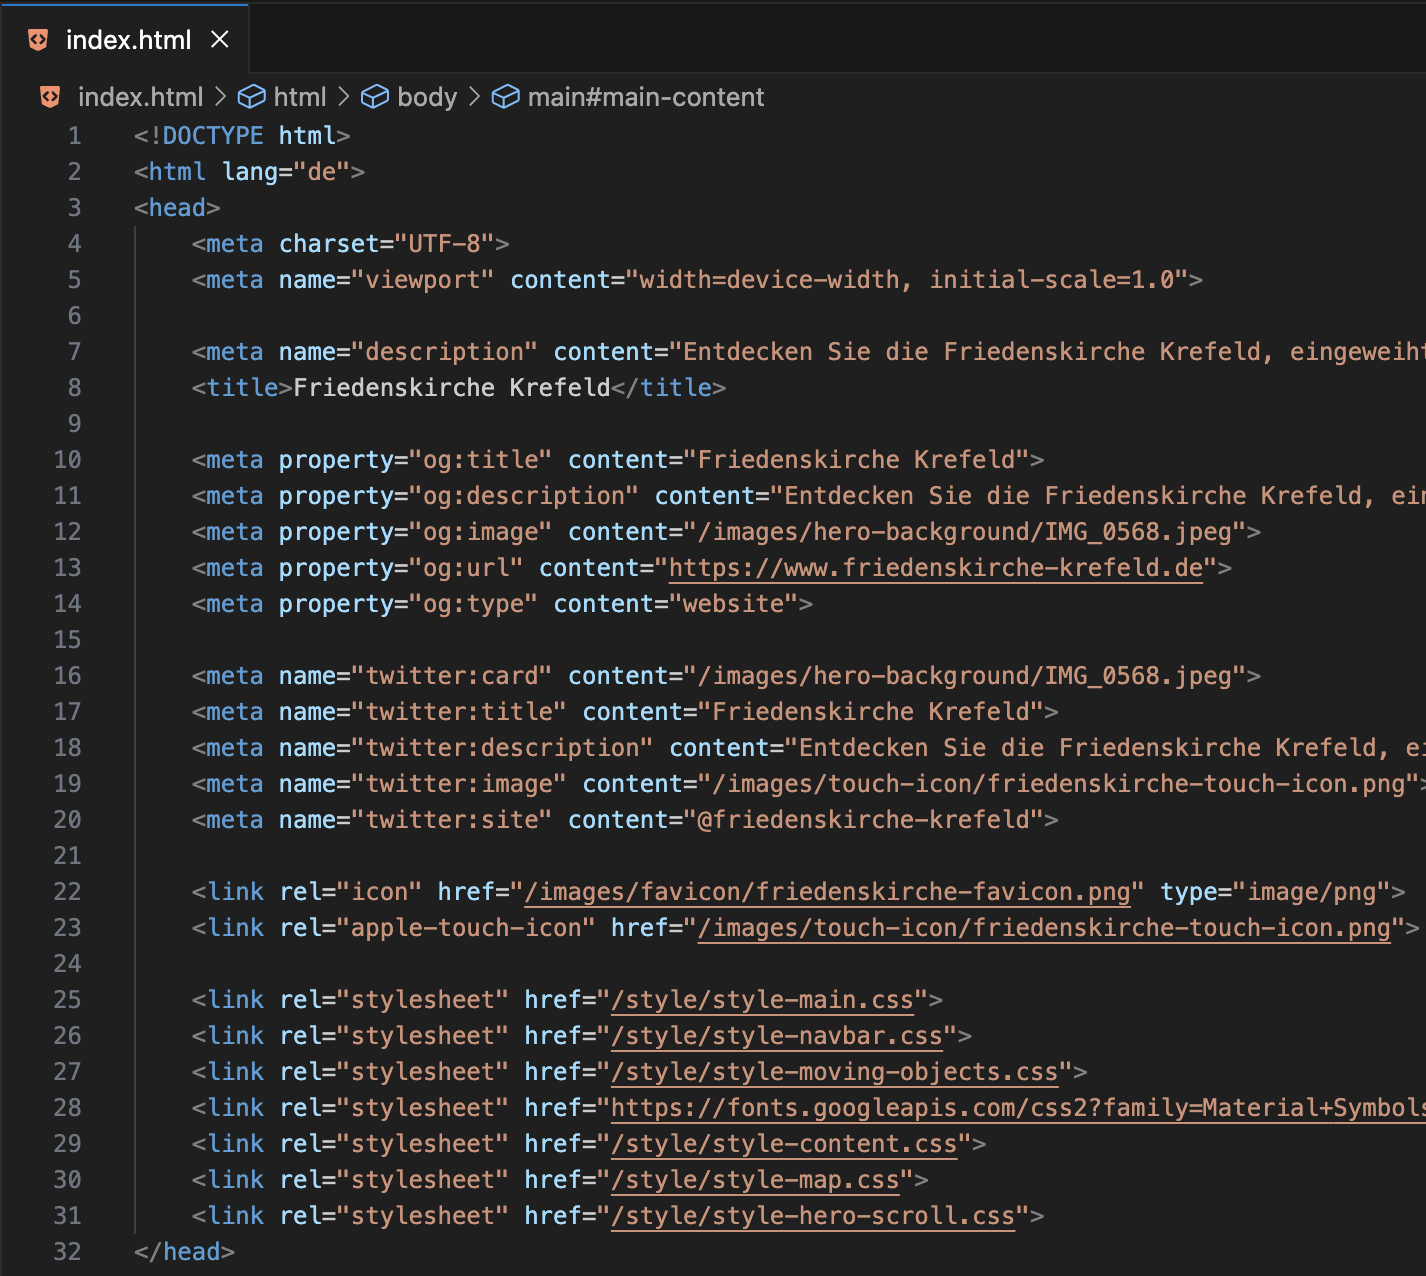 index.html
index.html > html > body > main#main-content
1 <!DOCTYPE html>
2 <html lang="de">
3 <head>
4 <meta charset="UTF-8">
5 <meta name="viewport" content="width=device-width, initial-scale=1.0">
6
7 <meta name="description" content="Entdecken Sie die Friedenskirche Krefeld, eingeweiht
8 <title>Friedenskirche Krefeld</title>
9
10 <meta property="og:title" content="Friedenskirche Krefeld">
11 <meta property="og:description" content="Entdecken Sie die Friedenskirche Krefeld, ein
12 <meta property="og:image" content="/images/hero-background/IMG_0568.jpeg">
13 <meta property="og:url" content="https://www.friedenskirche-krefeld.de">
14 <meta property="og:type" content="website">
15
16 <meta name="twitter:card" content="/images/hero-background/IMG_0568.jpeg">
17 <meta name="twitter:title" content="Friedenskirche Krefeld">
18 <meta name="twitter:description" content="Entdecken Sie die Friedenskirche Krefeld, ei
19 <meta name="twitter:image" content="/images/touch-icon/friedenskirche-touch-icon.png">
20 <meta name="twitter:site" content="@friedenskirche-krefeld">
21
22 <link rel="icon" href="/images/favicon/friedenskirche-favicon.png" type="image/png">
23 <link rel="apple-touch-icon" href="/images/touch-icon/friedenskirche-touch-icon.png">
24
25 <link rel="stylesheet" href="/style/style-main.css">
26 <link rel="stylesheet" href="/style/style-navbar.css">
27 <link rel="stylesheet" href="/style/style-moving-objects.css">
28 <link rel="stylesheet" href="https://fonts.googleapis.com/css2?family=Material+Symbols
29 <link rel="stylesheet" href="/style/style-content.css">
30 <link rel="stylesheet" href="/style/style-map.css">
31 <link rel="stylesheet" href="/style/style-hero-scroll.css">
32 </head>